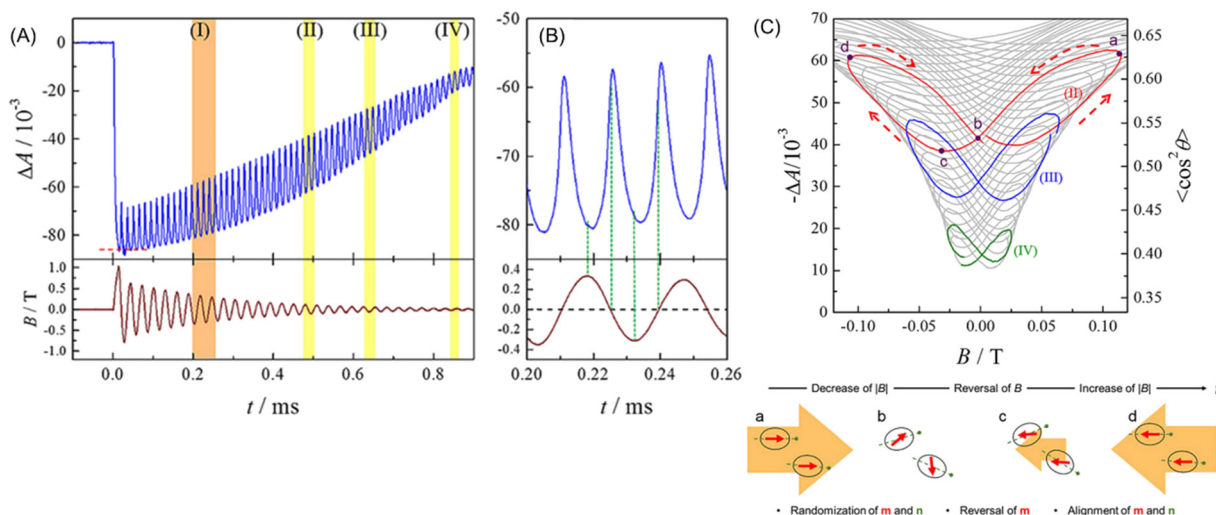 (A)
(I)
(II)
(III)
(IV)
0
-20
-40
-60
-80
ΔA / 10⁻³
1.0
0.5
0.0
-0.5
-1.0
B / T
0.0
0.2
0.4
0.6
0.8
t / ms
(B)
-50
-60
-70
-80
0.4
0.2
0.0
-0.2
-0.4
0.20
0.22
0.24
0.26
t / ms
(C)
70
60
50
40
30
20
10
0
-ΔA/10⁻³
d
a
b
c
(II)
(III)
(IV)
0.65
0.60
0.55
0.50
0.45
0.40
0.35
<cos²θ>
-0.10
-0.05
0.00
0.05
0.10
B / T
Decrease of |B|
Reversal of B
Increase of |B|
a
b
c
d
• Randomization of m and n
• Reversal of m
• Alignment of m and n